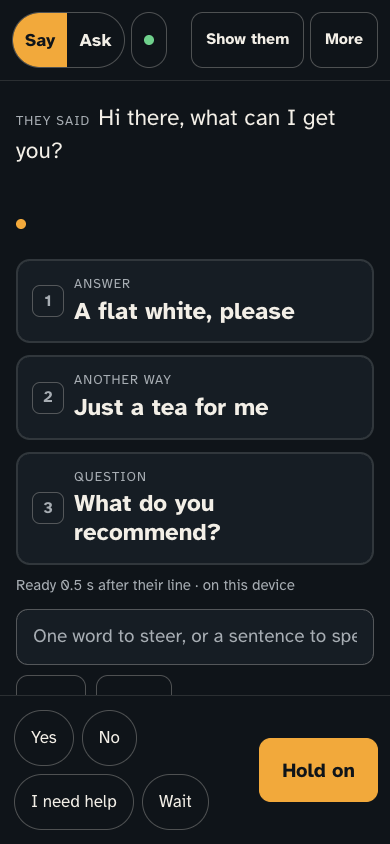 Say Ask Show them More
THEY SAID Hi there, what can I get
you?
ANSWER
1 A flat white, please
ANOTHER WAY
2 Just a tea for me
QUESTION
3 What do you
recommend?
Ready 0.5 s after their line · on this device
One word to steer, or a sentence to spe
Yes No
I need help Wait
Hold on